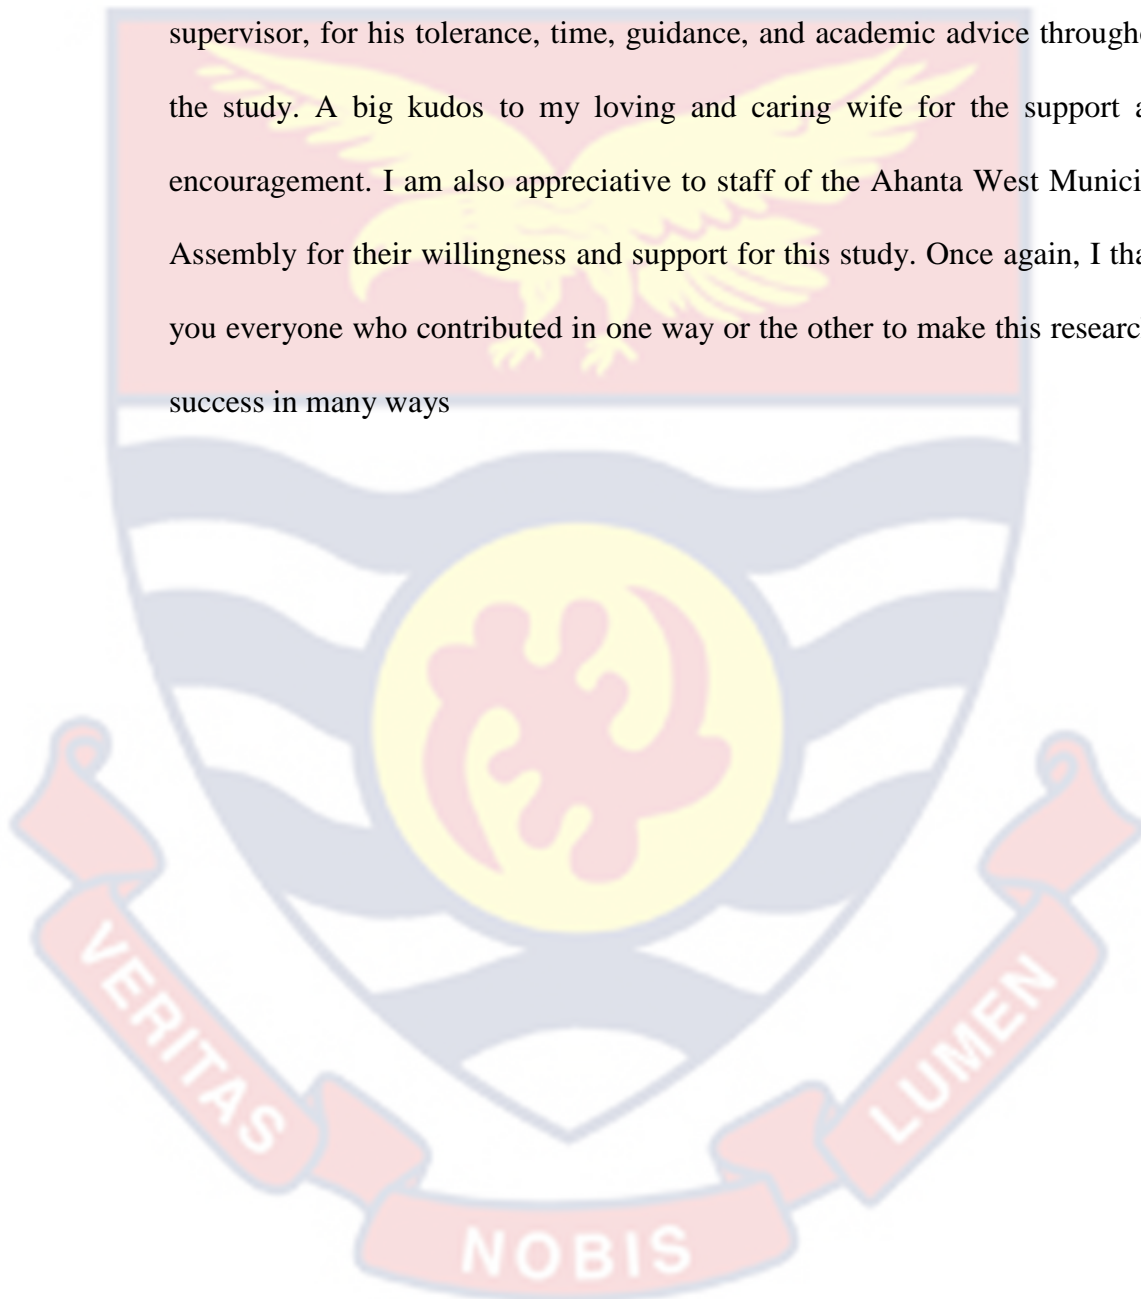 supervisor, for his tolerance, time, guidance, and academic advice through
the study. A big kudos to my loving and caring wife for the support
encouragement. I am also appreciative to staff of the Ahanta West Munici
Assembly for their willingness and support for this study. Once again, I tha
you everyone who contributed in one way or the other to make this researc
success in many ways
VERITAS
NOBIS
LUMEN